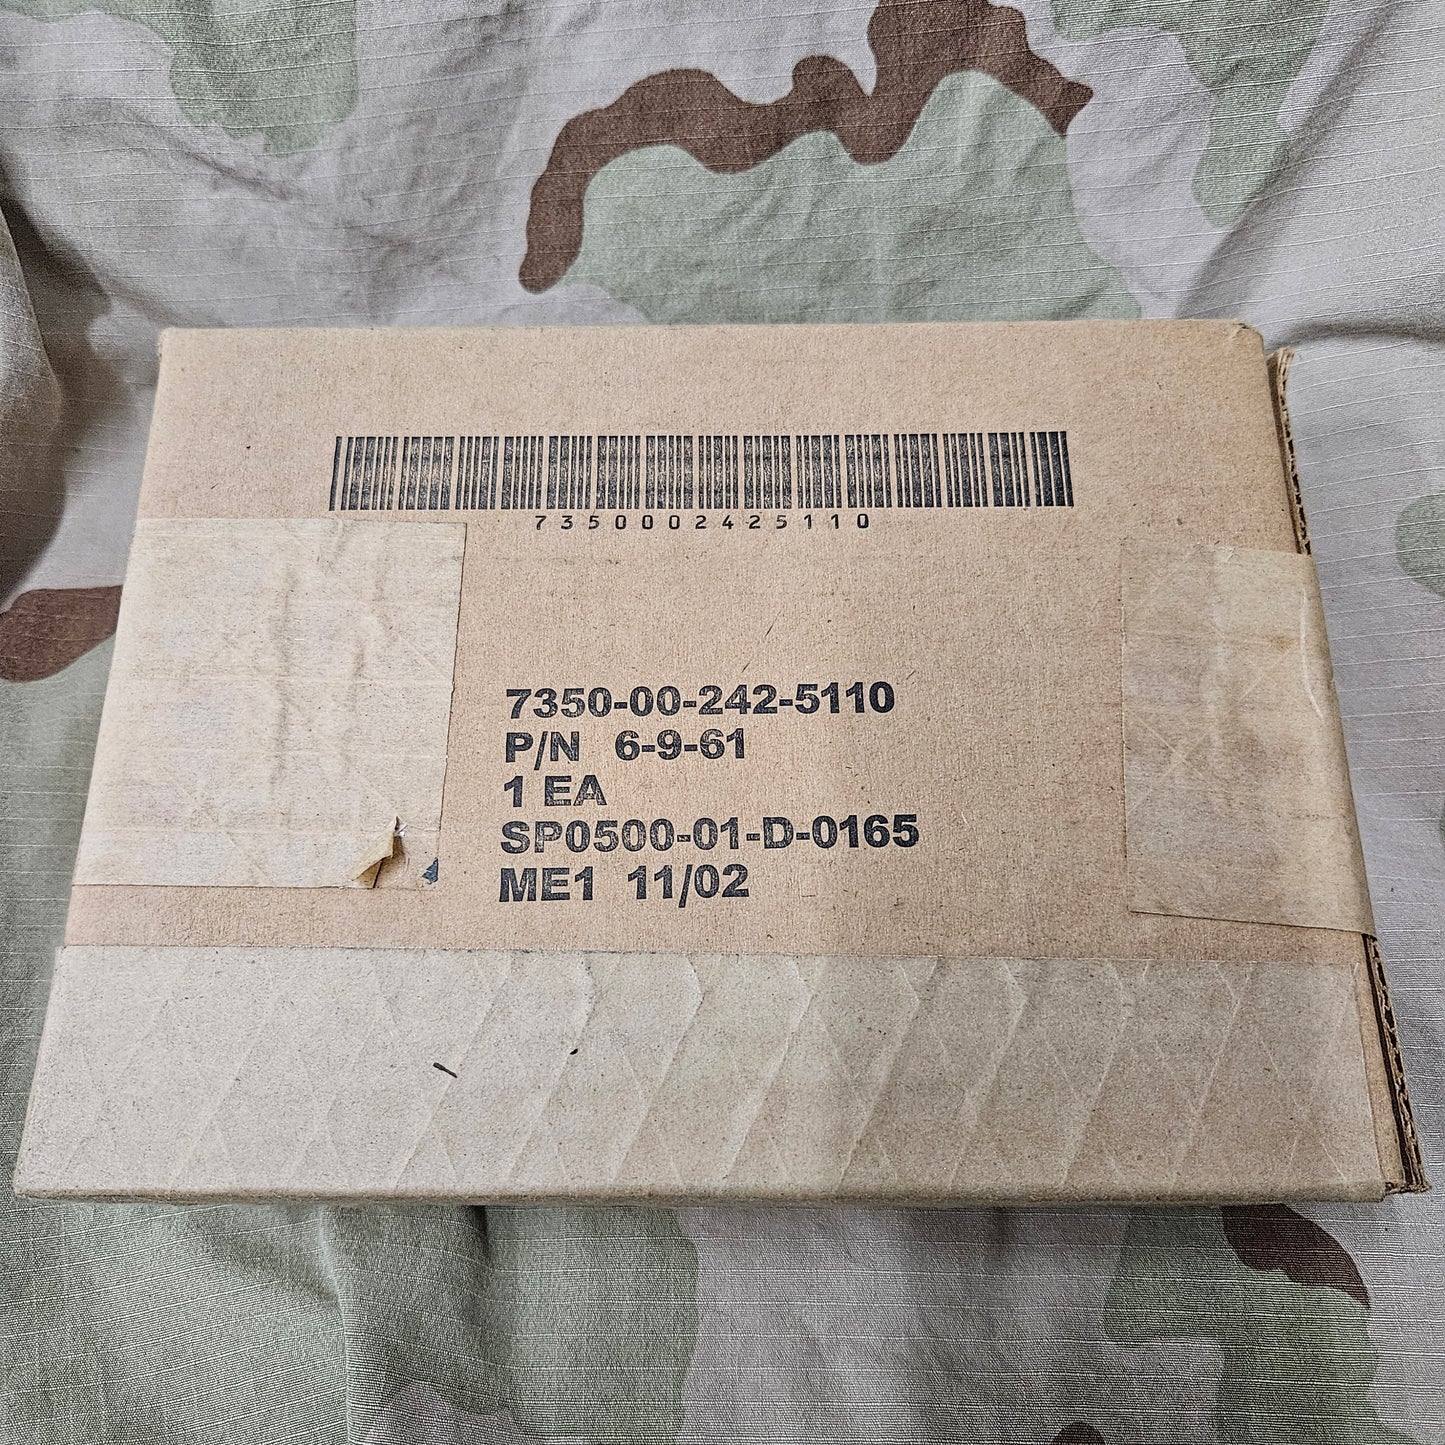 7350002425110
7350-00-242-5110
P/N 6-9-61
1 EA
SP0500-01-D-0165
ME1 11/02